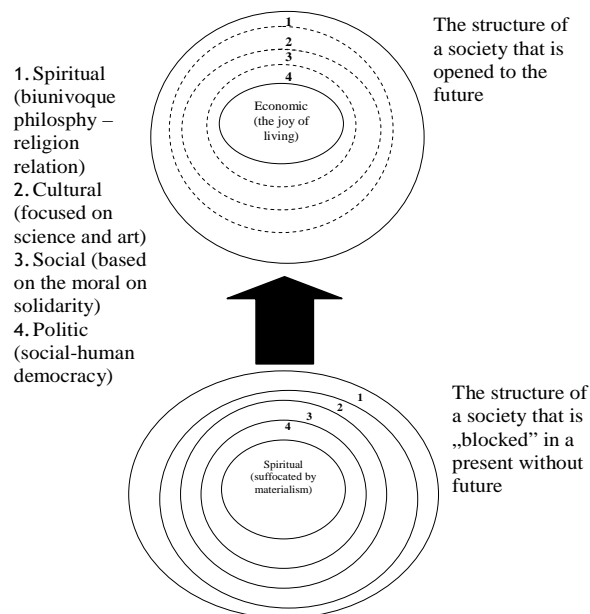 1. Spiritual
(biunivoque
philosphy –
religion
relation)
2. Cultural
(focused on
science and art)
3. Social (based
on the moral on
solidarity)
4. Politic
(social-human
democracy)
1
2
3
4
Economic
(the joy of
living)
The structure of
a society that is
opened to the
future
1
2
3
4
Spiritual
(suffocated by
materialism)
The structure of
a society that is
„blocked” in a
present without
future